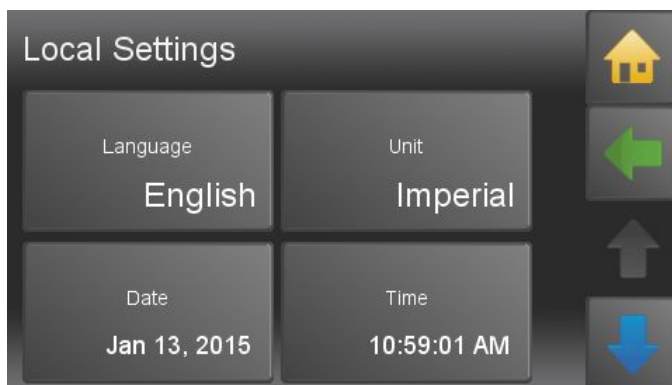 Local Settings
Language
English
Unit
Imperial
Date
Jan 13, 2015
Time
10:59:01 AM